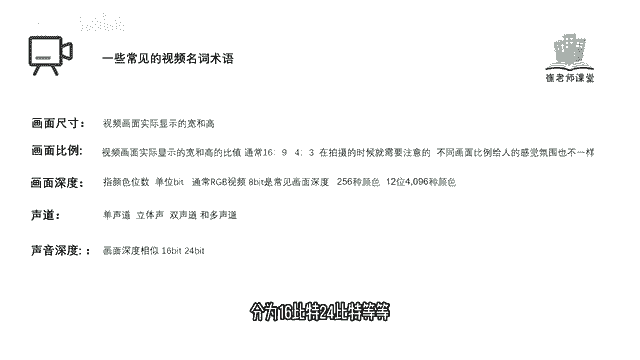 一些常见的视频名词术语
崔老师课堂
画面尺寸： 视频画面实际显示的宽和高
画面比例: 视频画面实际显示的宽和高的比值 通常16：9 4：3 在拍摄的时候就需要注意的 不同画面比例给人的感觉氛围也不一样
画面深度： 指颜色位数 单位bit 通常RGB视频 8bit是常见画面深度 256种颜色 12位4,096种颜色
声道： 单声道 立体声 双声道 和多声道
声音深度:： 画面深度相似 16bit 24bit
分为16比特24比特等等